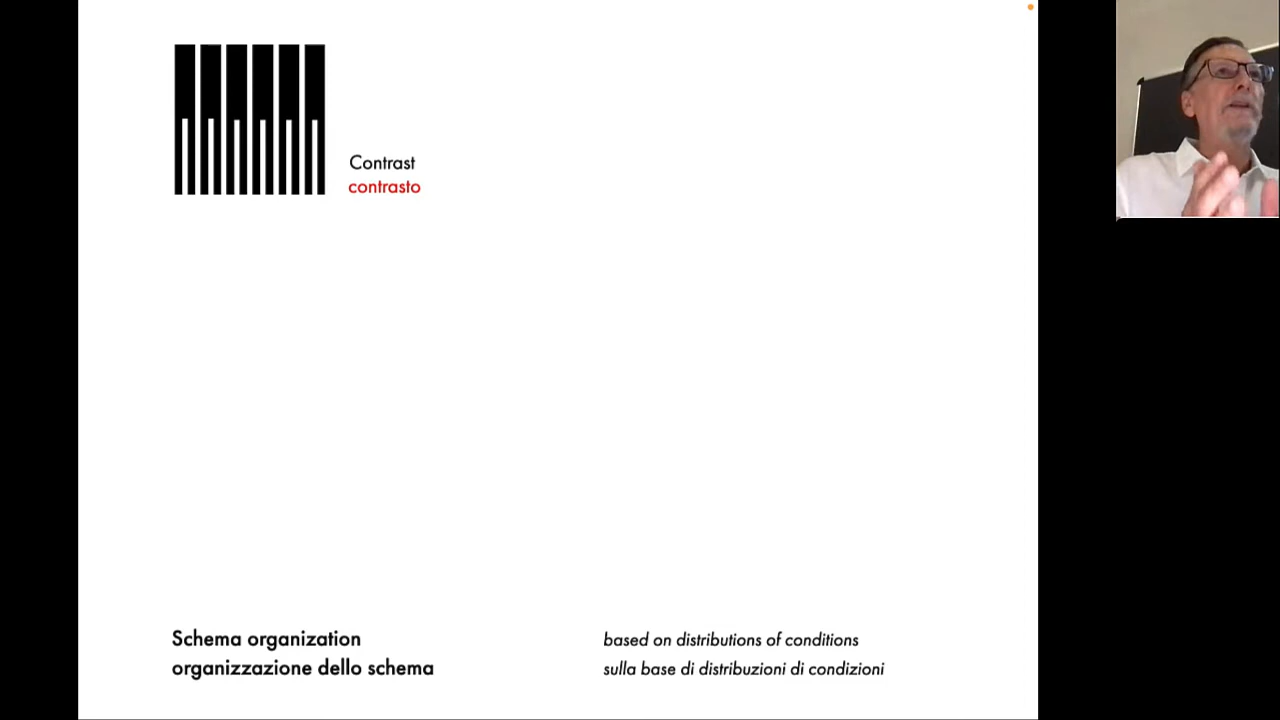 Contrast
contrasto
Schema organization
organizzazione dello schema
based on distributions of conditions
sulla base di distribuzioni di condizioni